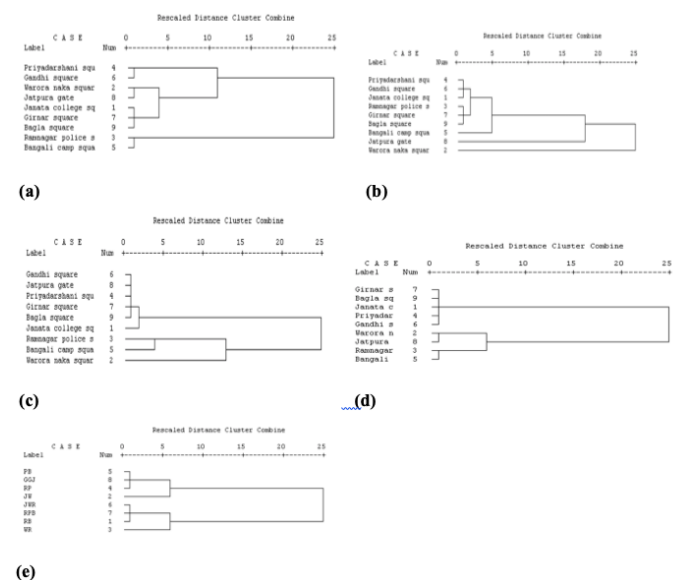 Rescaled Distance Cluster Combine
C A S E 0 5 10 15 20 25
Label Num
Priyadarshani squ 4
Gandhi square 6
Warora naka squar 2
Jatpura gate 8
Janata college sq 1
Girnar square 7
Bagla square 9
Ramnagar police s 3
Bangali camp squa 5
(a)
Rescaled Distance Cluster Combine
C A S E 0 5 10 15 20 25
Label Num
Priyadarshani squ 4
Gandhi square 6
Janata college sq 1
Ramnagar police s 3
Girnar square 7
Bagla square 9
Bangali camp squa 5
Jatpura gate 8
Warora naka squar 2
(b)
Rescaled Distance Cluster Combine
C A S E 0 5 10 15 20 25
Label Num
Gandhi square 6
Jatpura gate 8
Priyadarshani squ 4
Girnar square 7
Bagla square 9
Janata college sq 1
Ramnagar police s 3
Bangali camp squa 5
Warora naka squar 2
(c)
Rescaled Distance Cluster Combine
C A S E 0 5 10 15 20 25
Label Num
Girnar s 7
Bagla sq 9
Janata c 1
Priyadar 4
Gandhi s 6
Warora n 2
Jatpura 8
Ramnagar 3
Bangali 5
(d)
Rescaled Distance Cluster Combine
C A S E 0 5 10 15 20 25
Label Num
PB 5
GGJ 8
RP 4
JW 2
JWR 6
RPB 7
RB 1
WR 3
(e)